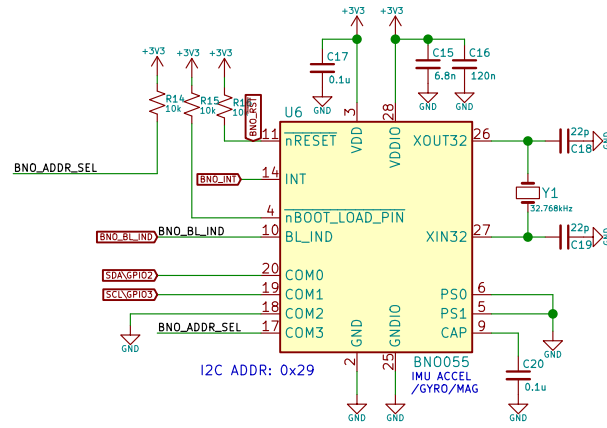 +3V3
+3V3
+3V3
+3V3
+3V3
C17
0.1u
GND
C15
6.8n
GND
C16
120n
GND
R14
10k
R15
10k
10k
BNO_RST
U6
3
VDD
28
VDDIO
11
nRESET
XOUT32
26
22p
C18
BNO_ADDR_SEL
BNO_INT
14
INT
Y1
32.768kHz
4
nBOOT_LOAD_PIN
BNO_BL_IND
BNO_BL_IND
10
BL_IND
XIN32
27
22p
C19
SDA\GPIO2
20
COM0
SCL\GPIO3
19
COM1
PS0
6
18
COM2
PS1
5
BNO_ADDR_SEL
17
COM3
CAP
9
GND
GND
GND
2
GNDIO
25
BNO055
I2C ADDR: 0x29
IMU ACCEL
/GYRO/MAG
C20
0.1u
GND
GND
GND